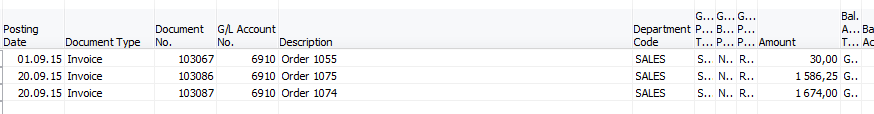 Posting Date Document Type Document No. G/L Account No. Description Department Code G... P... T... G... B... P... G... P... P... Amount Bal. A... T... Ba Ac
01.09.15 Invoice 103067 6910 Order 1055 SALES S... N... R... 30,00 G...
20.09.15 Invoice 103086 6910 Order 1075 SALES S... N... R... 1 586,25 G...
20.09.15 Invoice 103087 6910 Order 1074 SALES S... N... R... 1 674,00 G...